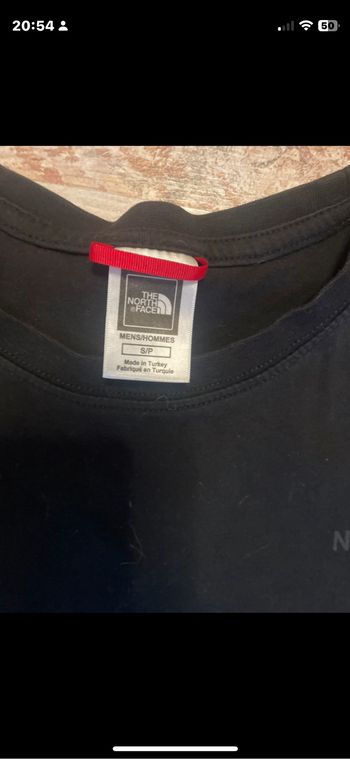 20:54
50
THE
NORTH
FACE
MENS/HOMMES
S/P
Made in Turkey
Fabriqué en Turquie
N